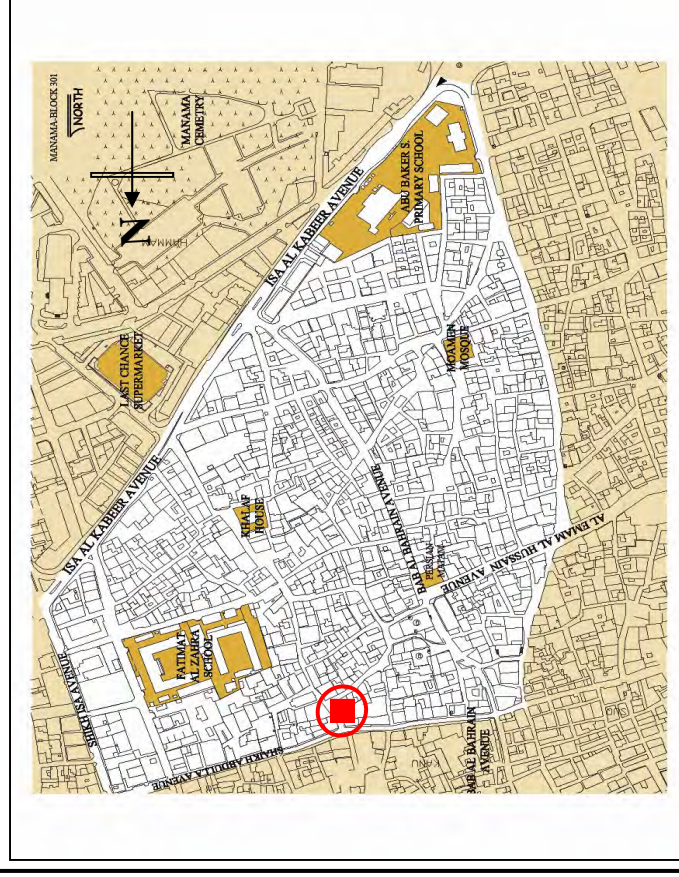 MANAMA-BLOCK 301
NORTH
N
MANAMA
CEMETRY
ISA AL KABEER AVENUE
ABU BAKER S.
PRIMARY SCHOOL
LAST CHANCE
SUPERMARKET
MOAMEN
MOSQUE
ISA AL KABEER AVENUE
KHALAF
HOUSE
BAB AL BAHRAIN AVENUE
PERSIAN
MATAM
AL EMAM AL HUSSAIN AVENUE
FATIMAT
AL ZAHRA
SCHOOL
SHIKH ISA AVENUE
SHAIKH ABDULLA AVENUE
BAB AL BAHRAIN
AVENUE
KANU